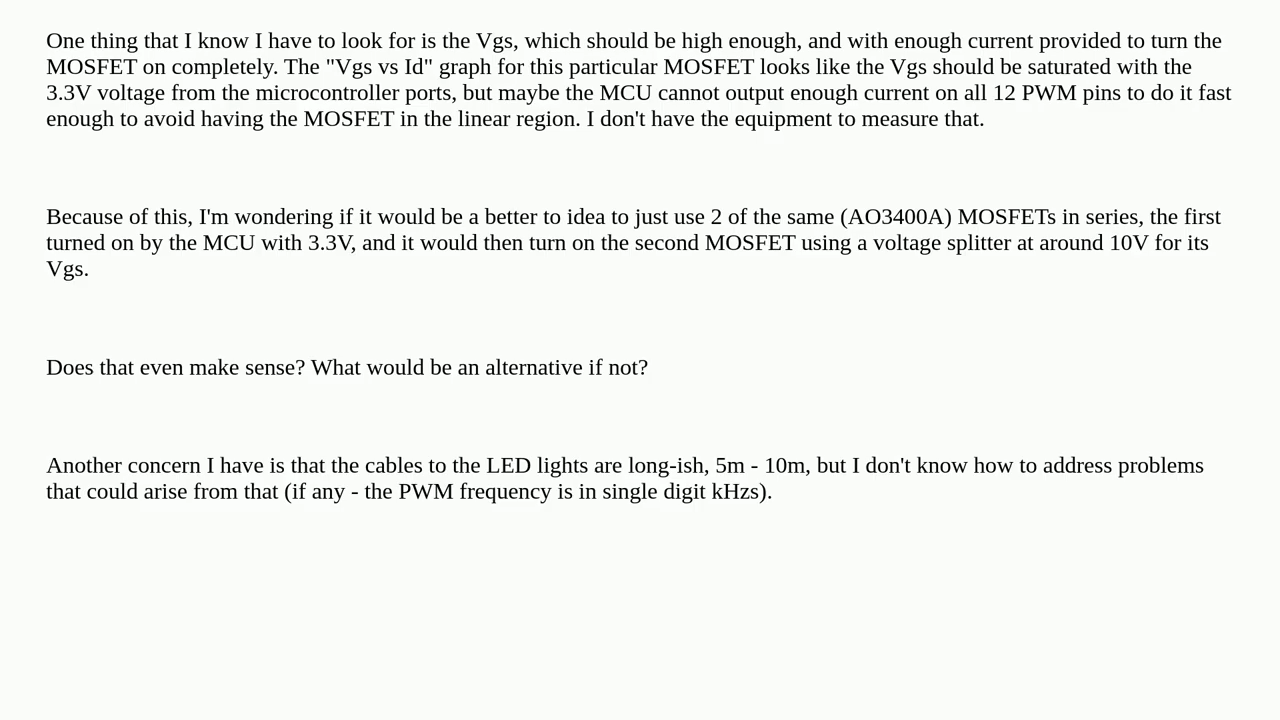 One thing that I know I have to look for is the Vgs, which should be high enough, and with enough current provided to turn the
MOSFET on completely. The "Vgs vs Id" graph for this particular MOSFET looks like the Vgs should be saturated with the
3.3V voltage from the microcontroller ports, but maybe the MCU cannot output enough current on all 12 PWM pins to do it fast
enough to avoid having the MOSFET in the linear region. I don't have the equipment to measure that.
Because of this, I'm wondering if it would be a better to idea to just use 2 of the same (AO3400A) MOSFETs in series, the first
turned on by the MCU with 3.3V, and it would then turn on the second MOSFET using a voltage splitter at around 10V for its
Vgs.
Does that even make sense? What would be an alternative if not?
Another concern I have is that the cables to the LED lights are long-ish, 5m - 10m, but I don't know how to address problems
that could arise from that (if any - the PWM frequency is in single digit kHzs).